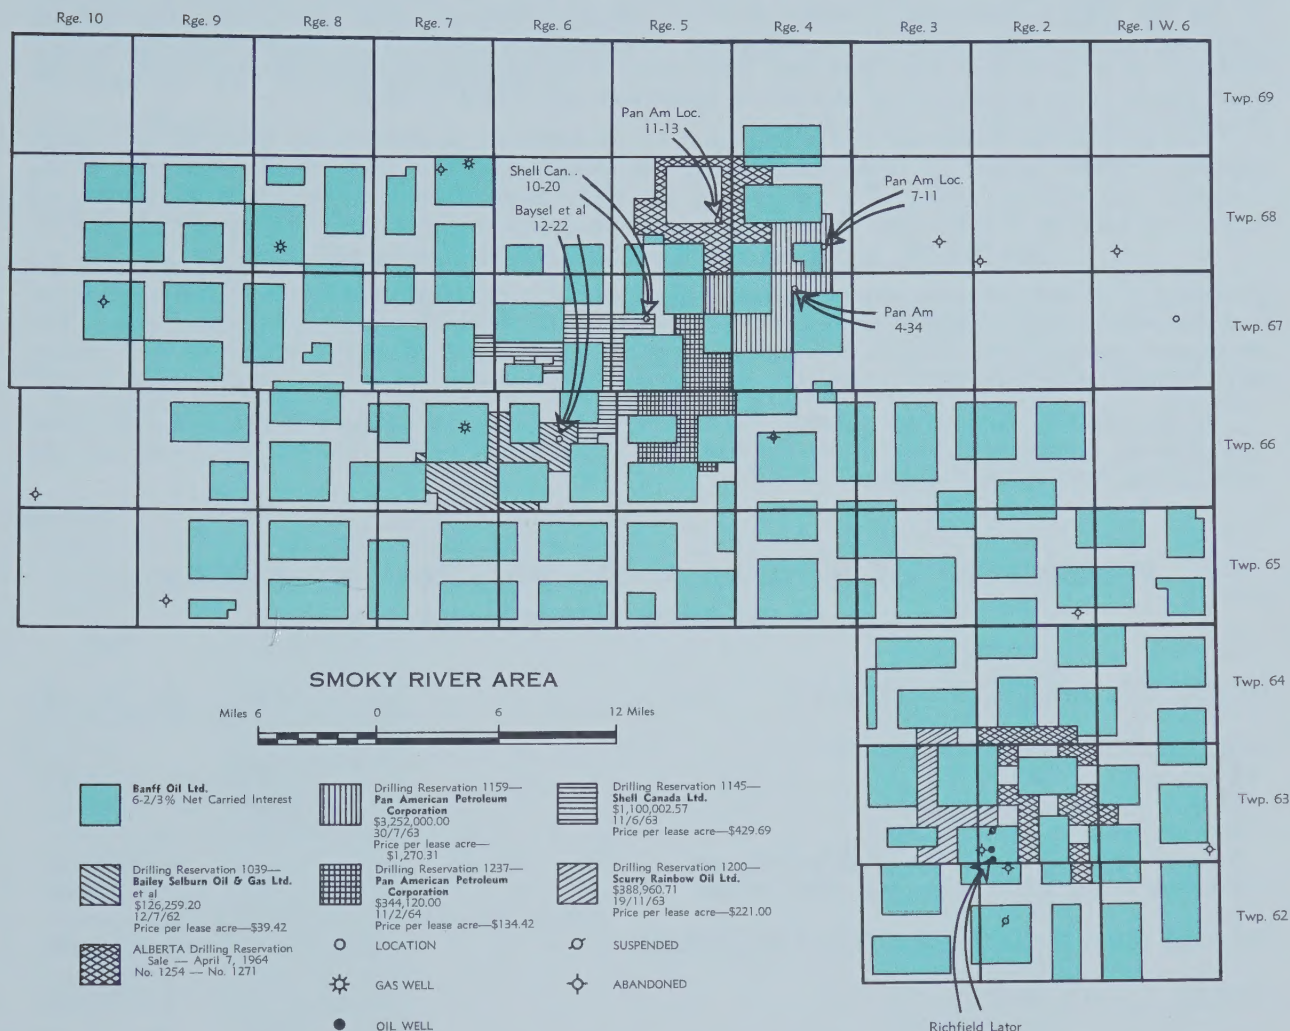 Rge. 10 Rge. 9 Rge. 8 Rge. 7 Rge. 6 Rge. 5 Rge. 4 Rge. 3 Rge. 2 Rge. 1 W. 6
Twp. 69
Pan Am Loc.
11-13
Shell Can. .
10-20
Pan Am Loc.
7-11
Baysel et al
12-22
Twp. 68
Pan Am
4-34
Twp. 67
Twp. 66
Twp. 65
SMOKY RIVER AREA
Miles 6 0 6 12 Miles
Twp. 64
Banff Oil Ltd.
6-2/3% Net Carried Interest
Drilling Reservation 1159—
Pan American Petroleum
Corporation
$3,252,000.00
30/7/63
Price per lease acre—
$1,270.31
Drilling Reservation 1145—
Shell Canada Ltd.
$1,100,002.57
11/6/63
Price per lease acre—$429.69
Twp. 63
Drilling Reservation 1039—
Bailey Selburn Oil & Gas Ltd.
et al
$126,259.20
12/7/62
Price per lease acre—$39.42
Drilling Reservation 1237—
Pan American Petroleum
Corporation
$344,120.00
11/2/64
Price per lease acre—$134.42
Drilling Reservation 1200—
Scurry Rainbow Oil Ltd.
$388,960.71
19/11/63
Price per lease acre—$221.00
Twp. 62
ALBERTA Drilling Reservation
Sale — April 7, 1964
No. 1254 — No. 1271
LOCATION
SUSPENDED
GAS WELL
ABANDONED
OIL WELL
Richfield Lator